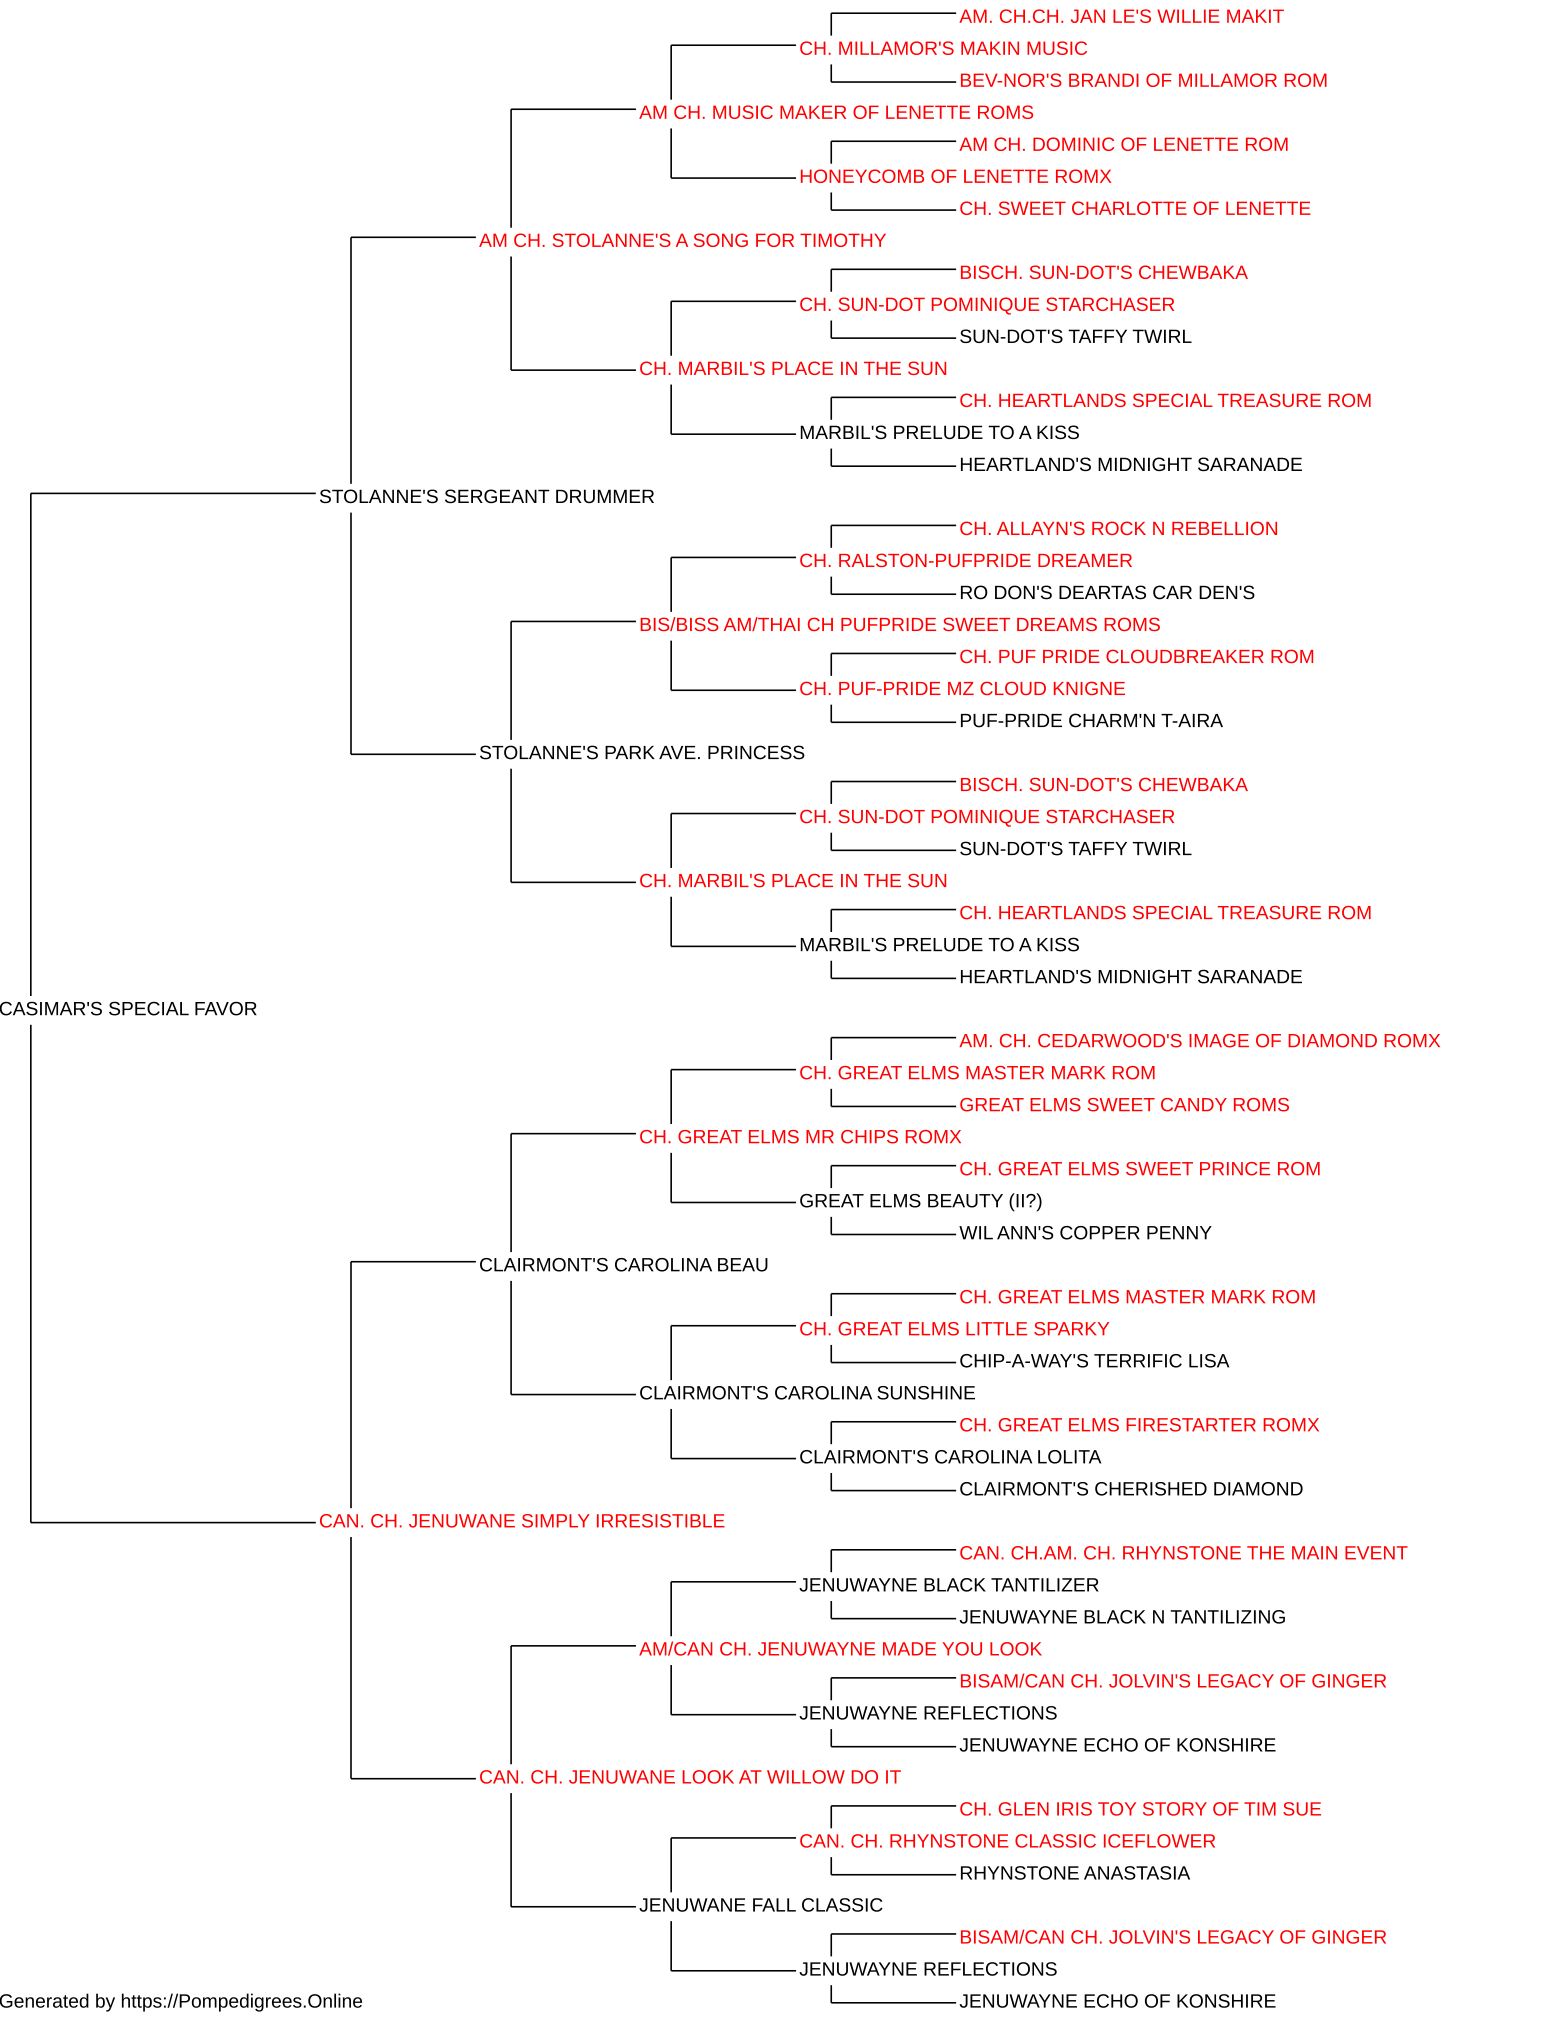 AM. CH.CH. JAN LE'S WILLIE MAKIT
CH. MILLAMOR'S MAKIN MUSIC
BEV-NOR'S BRANDI OF MILLAMOR ROM
AM CH. MUSIC MAKER OF LENETTE ROMS
AM CH. DOMINIC OF LENETTE ROM
HONEYCOMB OF LENETTE ROMX
CH. SWEET CHARLOTTE OF LENETTE
AM CH. STOLANNE'S A SONG FOR TIMOTHY
BISCH. SUN-DOT'S CHEWBAKA
CH. SUN-DOT POMINIQUE STARCHASER
SUN-DOT'S TAFFY TWIRL
CH. MARBIL'S PLACE IN THE SUN
CH. HEARTLANDS SPECIAL TREASURE ROM
MARBIL'S PRELUDE TO A KISS
HEARTLAND'S MIDNIGHT SARANADE
STOLANNE'S SERGEANT DRUMMER
CH. ALLAYN'S ROCK N REBELLION
CH. RALSTON-PUFPRIDE DREAMER
RO DON'S DEARTAS CAR DEN'S
BIS/BISS AM/THAI CH PUFPRIDE SWEET DREAMS ROMS
CH. PUF PRIDE CLOUDBREAKER ROM
CH. PUF-PRIDE MZ CLOUD KNIGNE
PUF-PRIDE CHARM'N T-AIRA
STOLANNE'S PARK AVE. PRINCESS
BISCH. SUN-DOT'S CHEWBAKA
CH. SUN-DOT POMINIQUE STARCHASER
SUN-DOT'S TAFFY TWIRL
CH. MARBIL'S PLACE IN THE SUN
CH. HEARTLANDS SPECIAL TREASURE ROM
MARBIL'S PRELUDE TO A KISS
HEARTLAND'S MIDNIGHT SARANADE
CASIMAR'S SPECIAL FAVOR
AM. CH. CEDARWOOD'S IMAGE OF DIAMOND ROMX
CH. GREAT ELMS MASTER MARK ROM
GREAT ELMS SWEET CANDY ROMS
CH. GREAT ELMS MR CHIPS ROMX
CH. GREAT ELMS SWEET PRINCE ROM
GREAT ELMS BEAUTY (II?)
WIL ANN'S COPPER PENNY
CLAIRMONT'S CAROLINA BEAU
CH. GREAT ELMS MASTER MARK ROM
CH. GREAT ELMS LITTLE SPARKY
CHIP-A-WAY'S TERRIFIC LISA
CLAIRMONT'S CAROLINA SUNSHINE
CH. GREAT ELMS FIRESTARTER ROMX
CLAIRMONT'S CAROLINA LOLITA
CLAIRMONT'S CHERISHED DIAMOND
CAN. CH. JENUWANE SIMPLY IRRESISTIBLE
CAN. CH.AM. CH. RHYNSTONE THE MAIN EVENT
JENUWAYNE BLACK TANTILIZER
JENUWAYNE BLACK N TANTILIZING
AM/CAN CH. JENUWAYNE MADE YOU LOOK
BISAM/CAN CH. JOLVIN'S LEGACY OF GINGER
JENUWAYNE REFLECTIONS
JENUWAYNE ECHO OF KONSHIRE
CAN. CH. JENUWANE LOOK AT WILLOW DO IT
CH. GLEN IRIS TOY STORY OF TIM SUE
CAN. CH. RHYNSTONE CLASSIC ICEFLOWER
RHYNSTONE ANASTASIA
JENUWANE FALL CLASSIC
BISAM/CAN CH. JOLVIN'S LEGACY OF GINGER
JENUWAYNE REFLECTIONS
JENUWAYNE ECHO OF KONSHIRE
Generated by https://Pompedigrees.Online